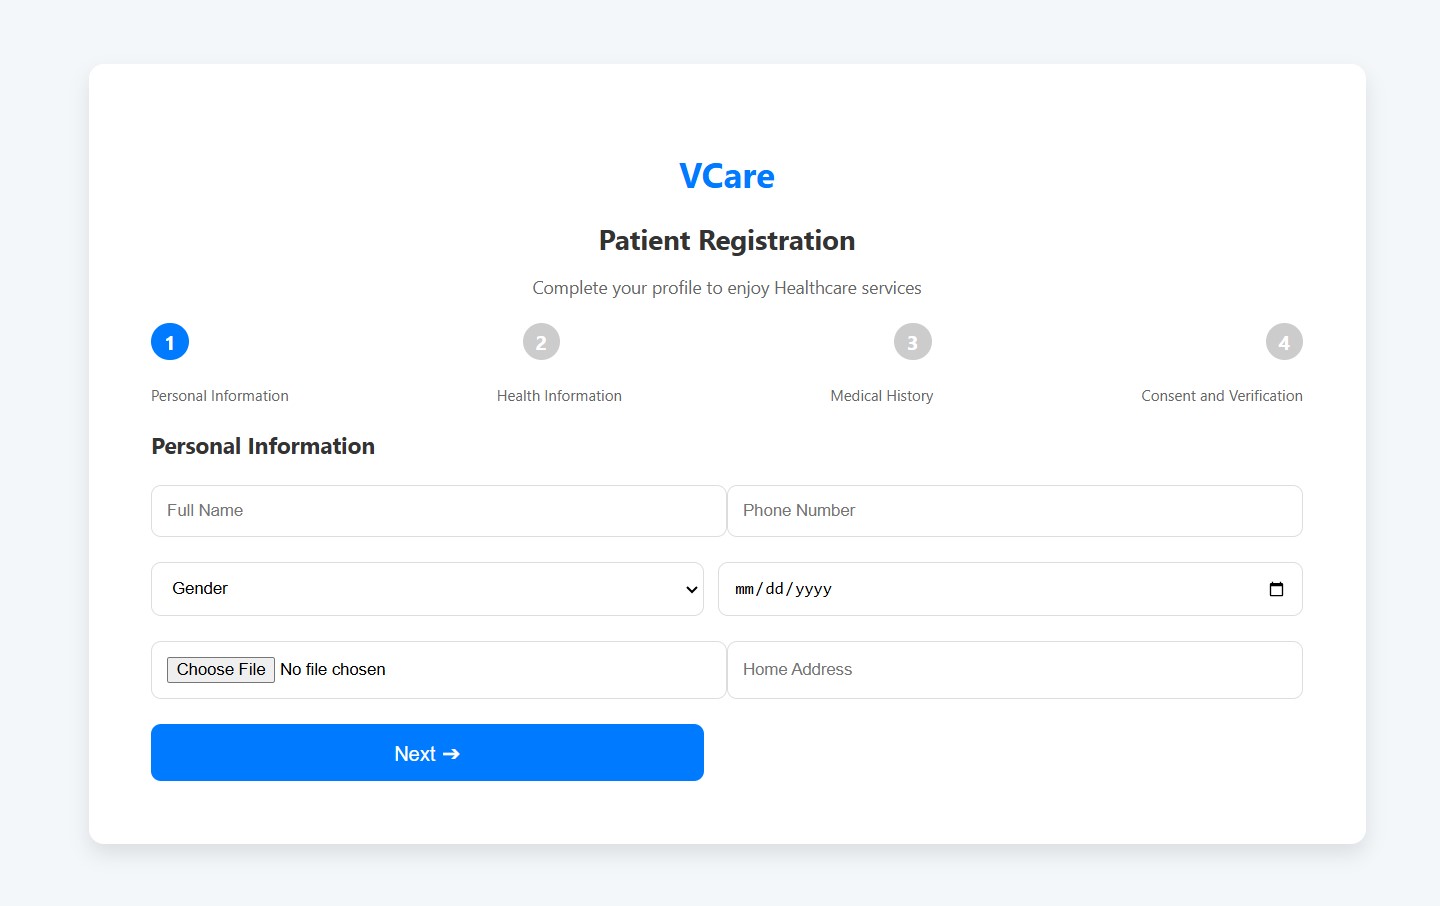 VCare
Patient Registration
Complete your profile to enjoy Healthcare services
1 2 3 4
Personal Information Health Information Medical History Consent and Verification
Personal Information
Full Name Phone Number
Gender mm/dd/yyyy
Choose File No file chosen Home Address
Next ➔